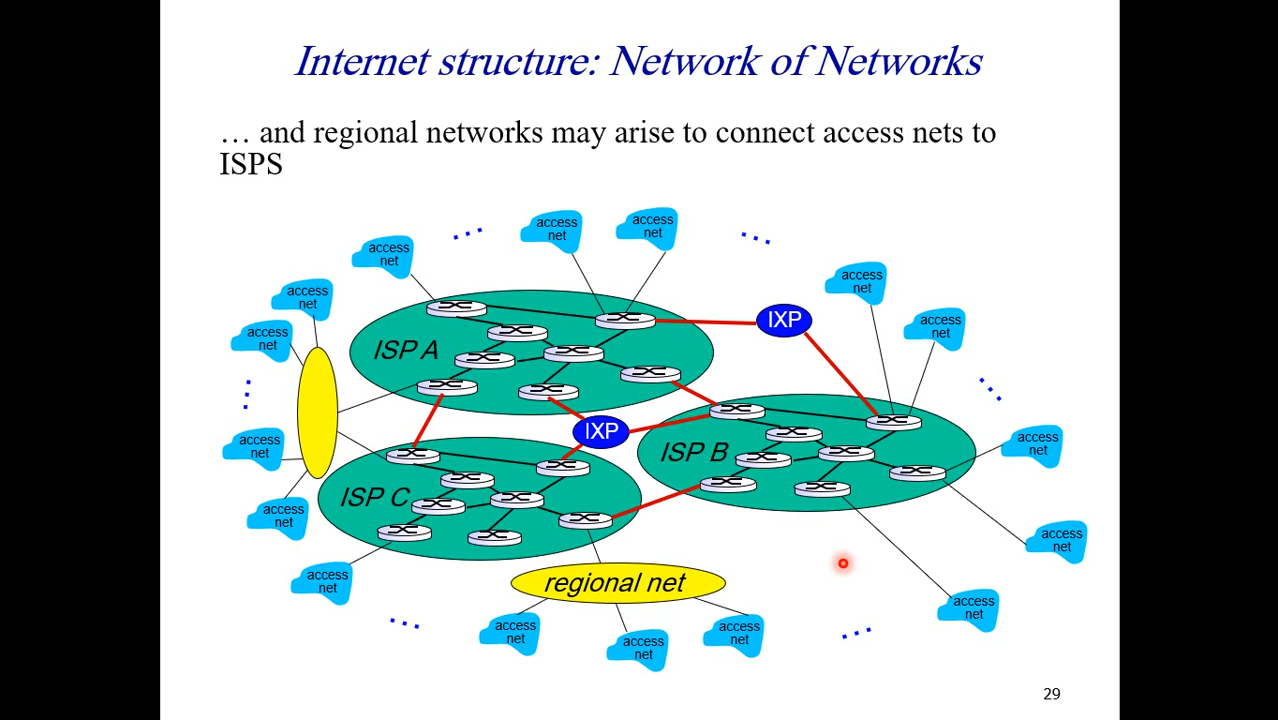 Internet structure: Network of Networks
… and regional networks may arise to connect access nets to
ISPS
access
net
access
net
access
net
access
net
access
net
access
net
access
net
access
net
access
net
access
net
access
net
access
net
access
net
access
net
access
net
access
net
IXP
ISP A
IXP
ISP B
ISP C
regional net
29